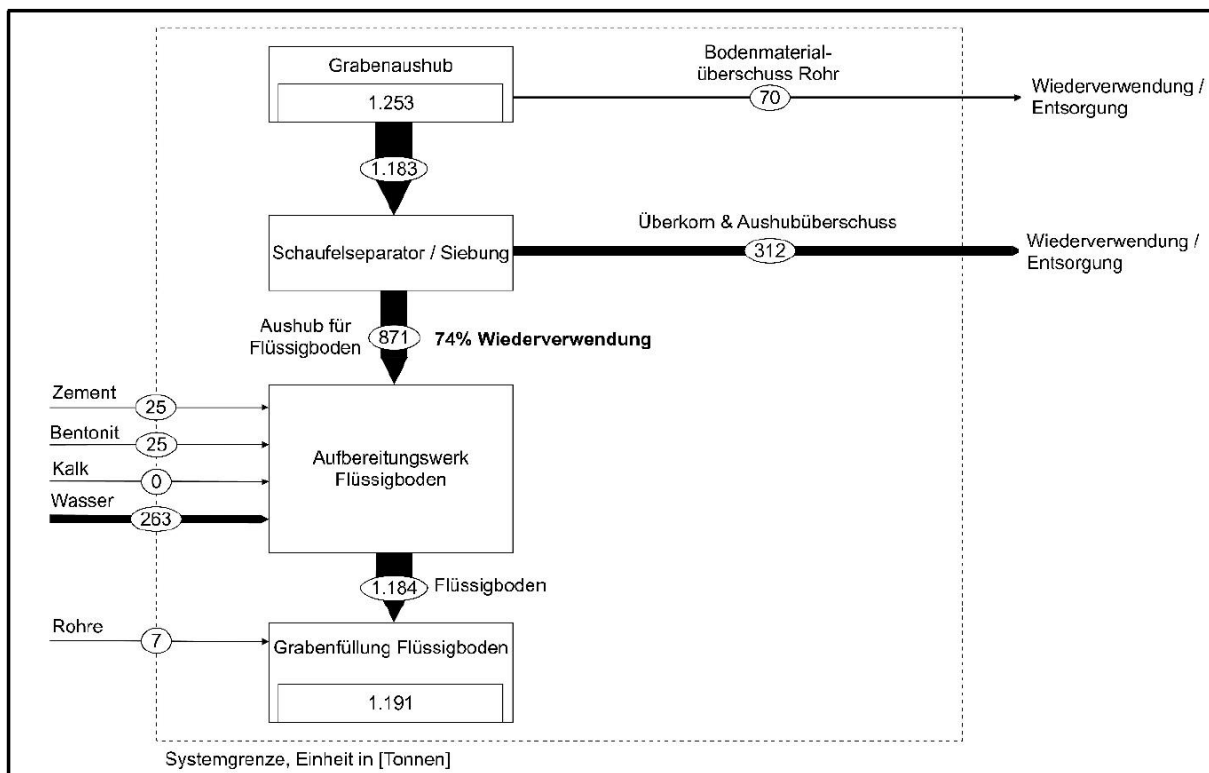 Grabenaushub
1.253
Bodenmaterial-
überschuss Rohr
70
Wiederverwendung /
Entsorgung
1.183
Schaufelseparator / Siebung
Überkorn & Aushubüberschuss
312
Wiederverwendung /
Entsorgung
Aushub für
Flüssigboden
871
74% Wiederverwendung
Zement
25
Bentonit
25
Kalk
0
Wasser
263
Aufbereitungswerk
Flüssigboden
1.184
Flüssigboden
Rohre
7
Grabenfüllung Flüssigboden
1.191
Systemgrenze, Einheit in [Tonnen]